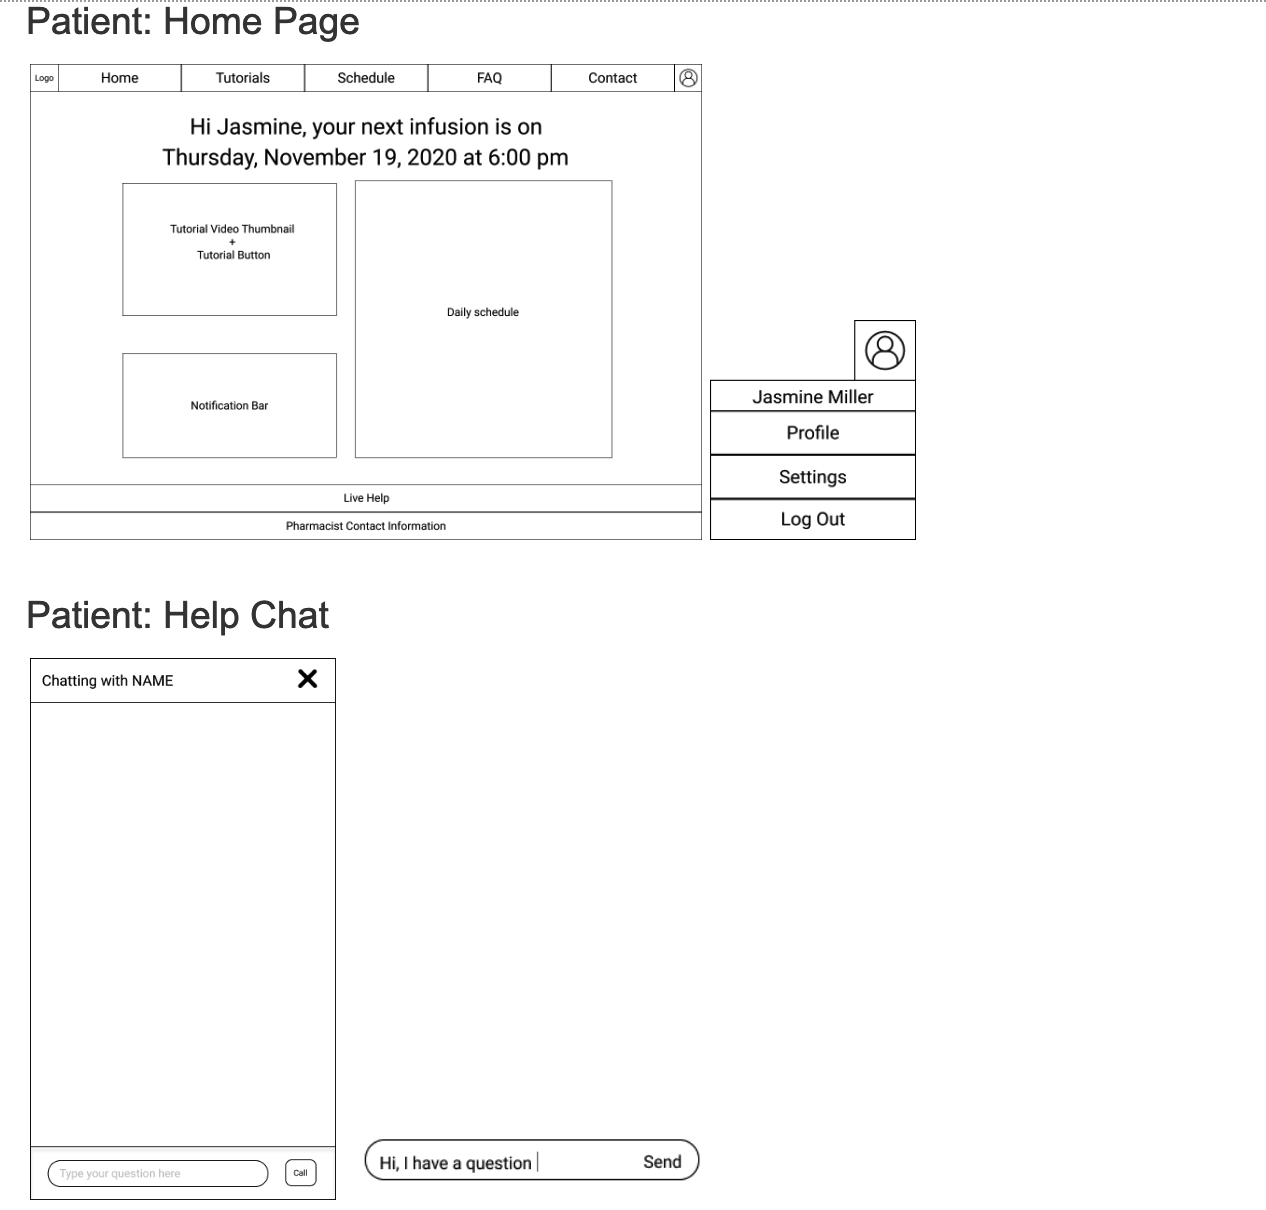 Patient: Home Page
Logo
Home
Tutorials
Schedule
FAQ
Contact
Hi Jasmine, your next infusion is on
Thursday, November 19, 2020 at 6:00 pm
Tutorial Video Thumbnail
+
Tutorial Button
Daily schedule
Notification Bar
Live Help
Pharmacist Contact Information
Jasmine Miller
Profile
Settings
Log Out
Patient: Help Chat
Chatting with NAME
Type your question here
Call
Hi, I have a question
Send